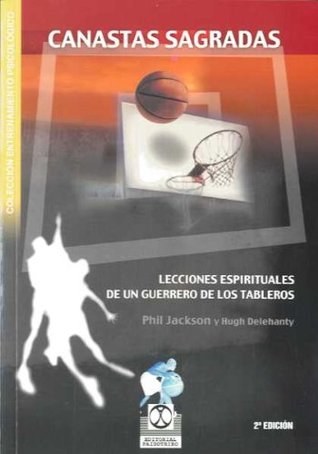 CANASTAS SAGRADAS
COLECCIÓN ENTRENAMIENTO PSICOLÓGICO
LECCIONES ESPIRITUALES
DE UN GUERRERO DE LOS TABLEROS
Phil Jackson y Hugh Delehanty
2ª EDICIÓN
EDITORIAL
PAIDOTRIBO